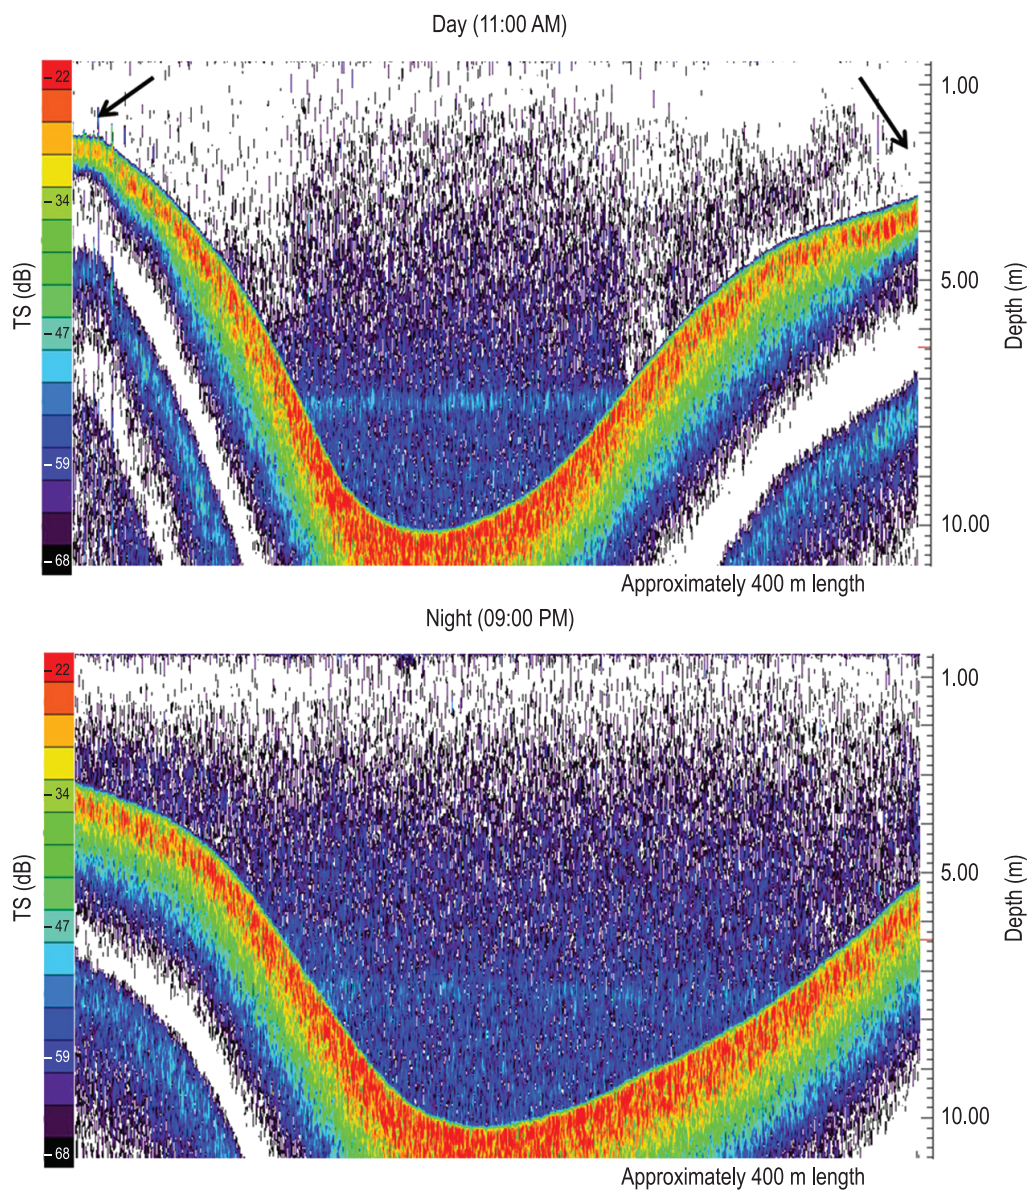 Day (11:00 AM)
– 22
– 34
– 47
– 59
– 68
TS (dB)
1.00
5.00
10.00
Depth (m)
Approximately 400 m length
Night (09:00 PM)
– 22
– 34
– 47
– 59
– 68
TS (dB)
1.00
5.00
10.00
Depth (m)
Approximately 400 m length